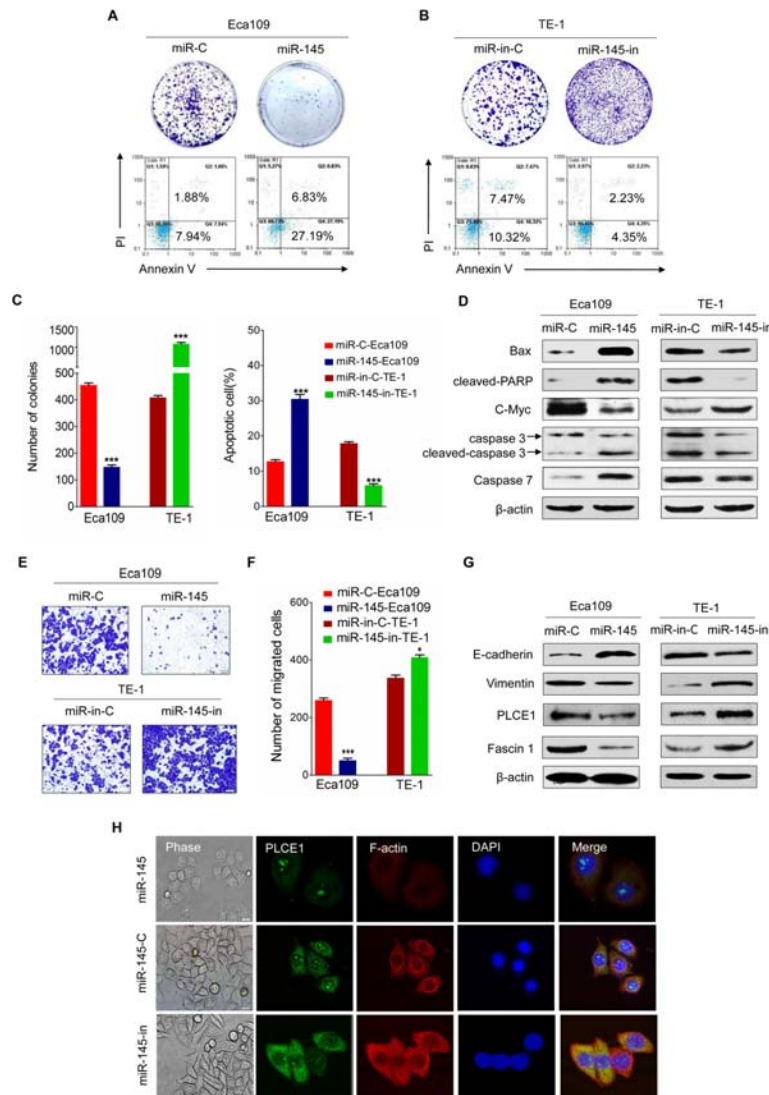 A
Eca109
miR-C miR-145
B
TE-1
miR-in-C miR-145-in
PI
1.88%
7.94%
6.83%
27.19%
Annexin V
7.47%
10.32%
2.23%
4.35%
PI
Annexin V
C
Number of colonies
1500
1000
500
400
300
200
100
0
***
***
Eca109 TE-1
Apoptotic cell(%)
50
40
30
20
10
0
***
***
Eca109 TE-1
miR-C-Eca109
miR-145-Eca109
miR-in-C-TE-1
miR-145-in-TE-1
D
Eca109 TE-1
miR-C miR-145 miR-in-C miR-145-in
Bax
cleaved-PARP
C-Myc
caspase 3
cleaved-caspase 3
Caspase 7
β-actin
E
Eca109
miR-C miR-145
TE-1
miR-in-C miR-145-in
F
Number of migrated cells
600
400
200
0
miR-C-Eca109
miR-145-Eca109
miR-in-C-TE-1
miR-145-in-TE-1
***
*
Eca109 TE-1
G
Eca109 TE-1
miR-C miR-145 miR-in-C miR-145-in
E-cadherin
Vimentin
PLCE1
Fascin 1
β-actin
H
Phase PLCE1 F-actin DAPI Merge
miR-145
miR-145-C
miR-145-in